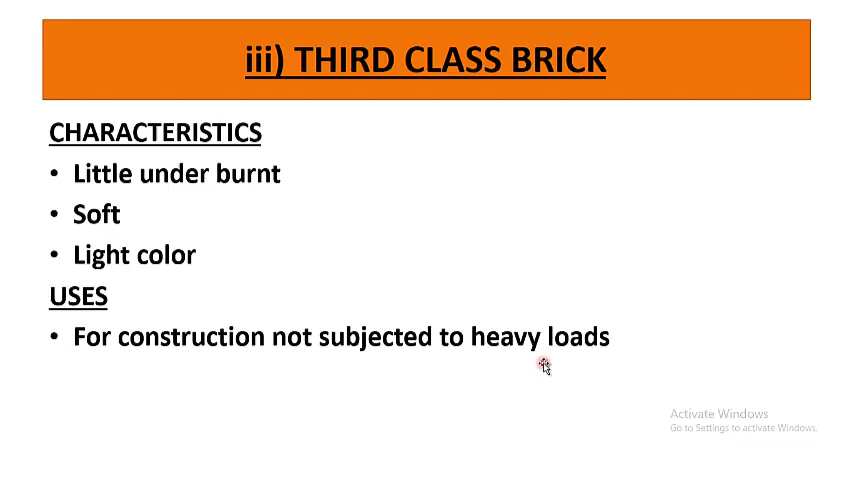 iii) THIRD CLASS BRICK
CHARACTERISTICS
• Little under burnt
• Soft
• Light color
USES
• For construction not subjected to heavy loads
Activate Windows
Go to Settings to activate Windows.